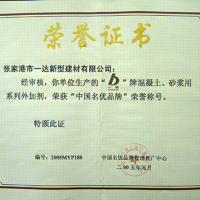 荣誉证书
张家港市一达新型建材有限公司:
经审核,你单位生产的“D”牌混凝土、砂浆用
系列外加剂,荣获“中国名优品牌”荣誉称号。
特颁此证
编号:2005MYP188
中国名优品牌管理推广中心
二00五年元月